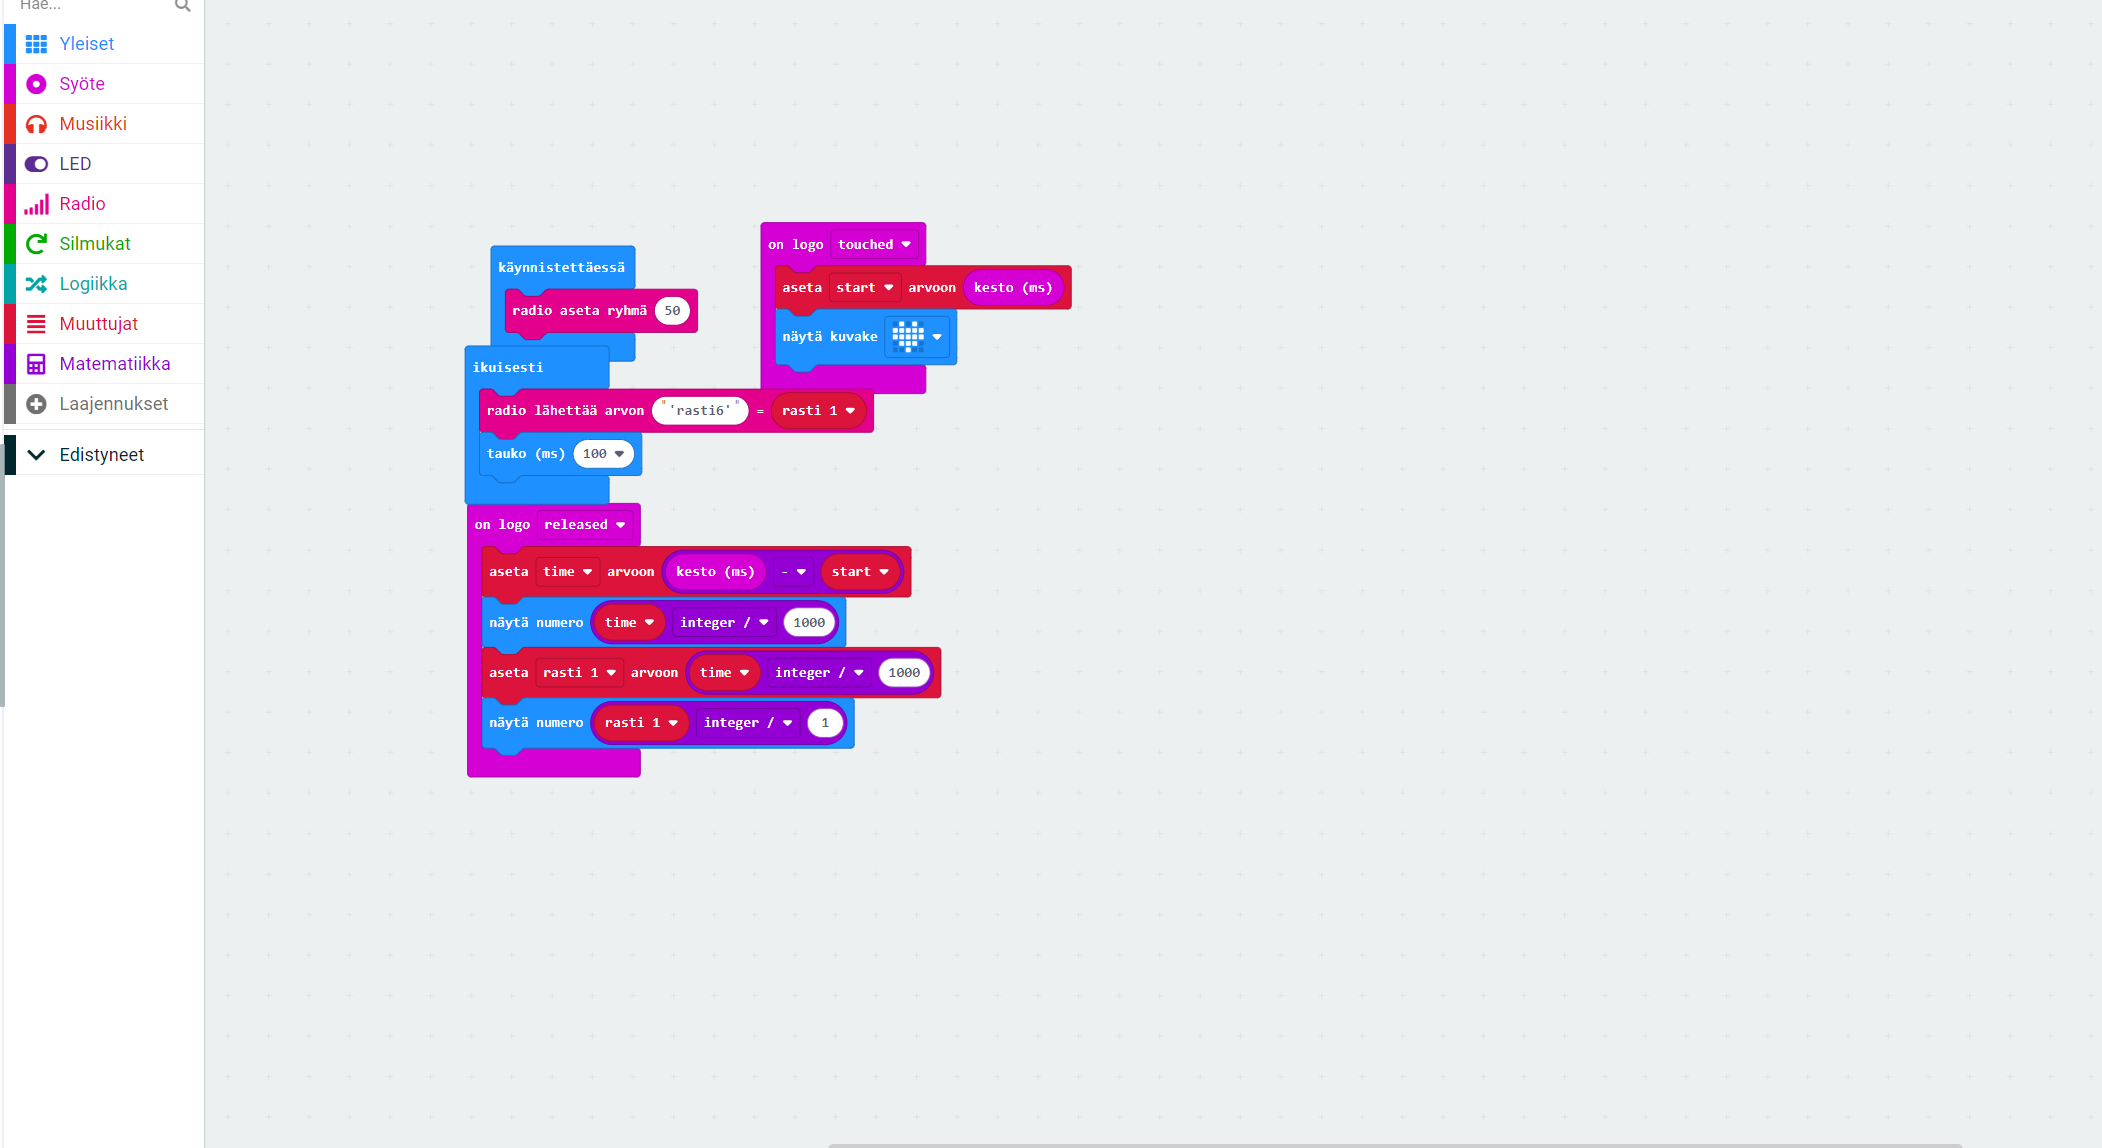 Hae...
Yleiset
Syöte
Musiikki
LED
Radio
Silmukat
Logiikka
Muuttujat
Matematiikka
Laajennukset
Edistyneet
käynnistettäessä
radio aseta ryhmä 50
on logo touched
aseta start arvoon kesto (ms)
näytä kuvake
ikuisesti
radio lähettää arvon "'rasti6'" = rasti 1
tauko (ms) 100
on logo released
aseta time arvoon kesto (ms) - start
näytä numero time integer / 1000
aseta rasti 1 arvoon time integer / 1000
näytä numero rasti 1 integer / 1